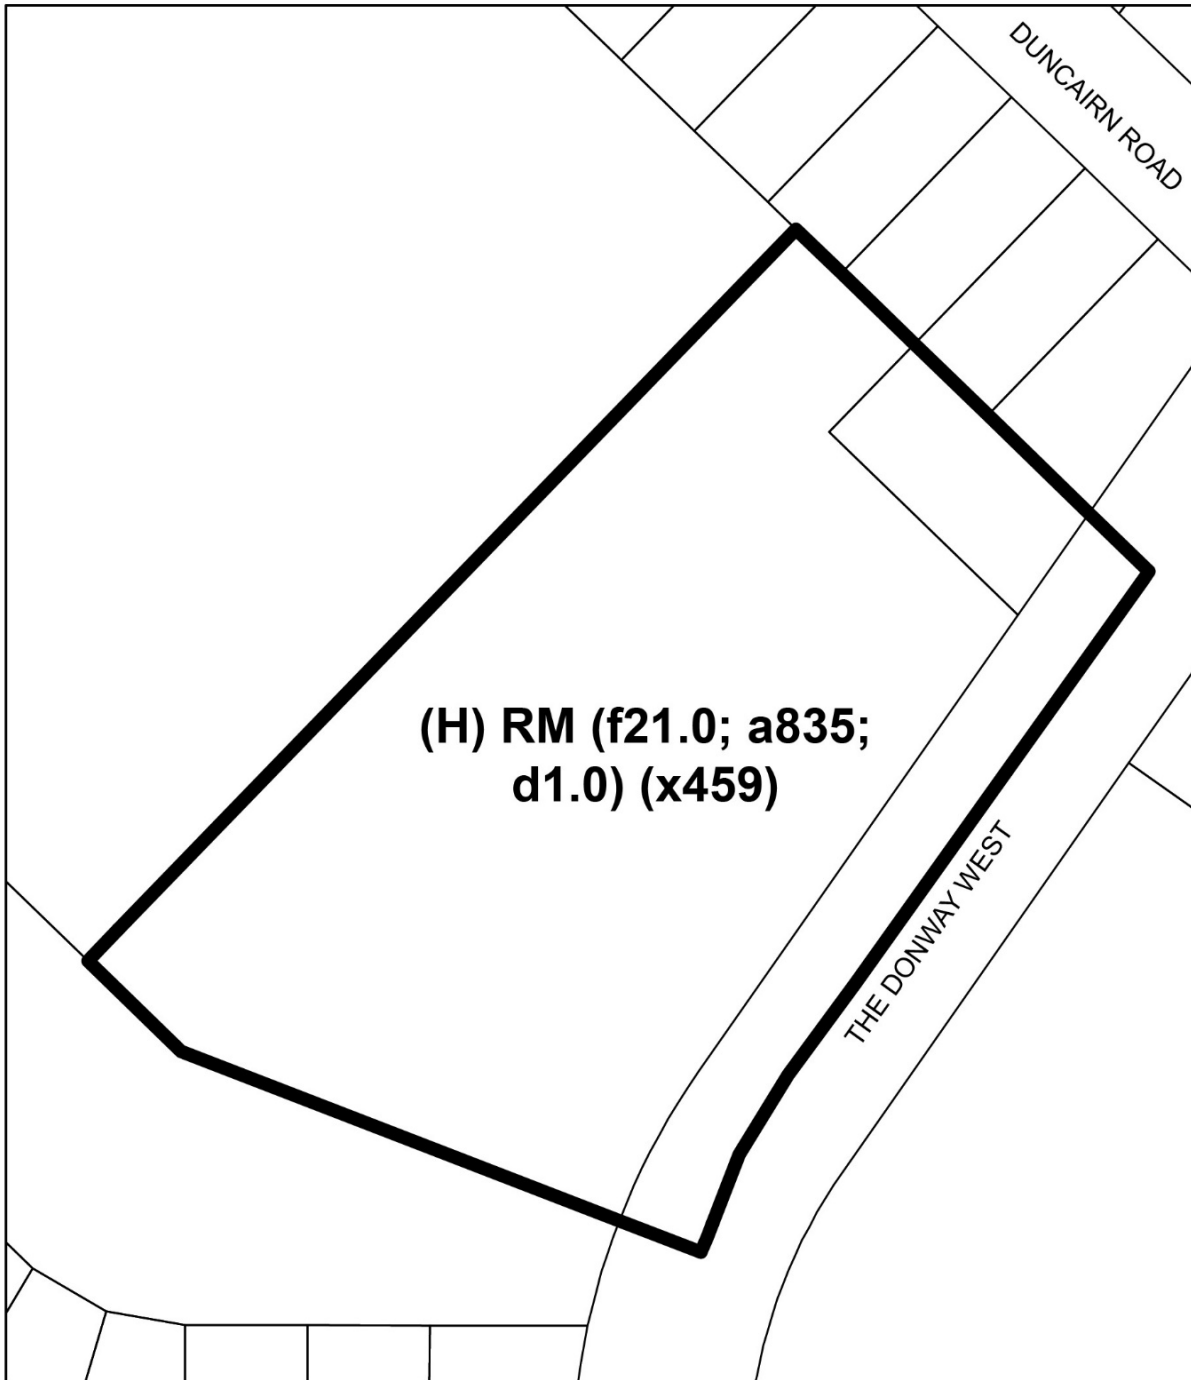 DUNCAIRN ROAD
(H) RM (f21.0; a835;
d1.0) (x459)
THE DONWAY WEST